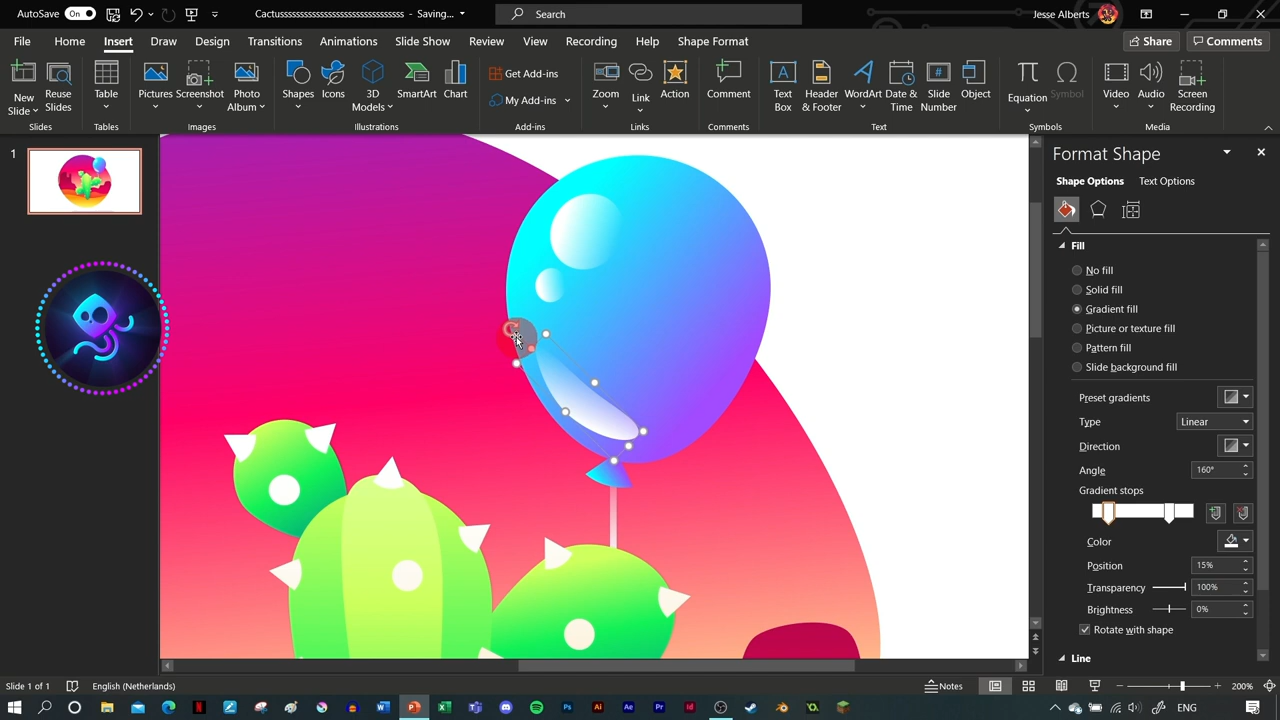 AutoSave On Cactusssssssssssssssssssssssssssssss - Saving... Search Jesse Alberts
File Home Insert Draw Design Transitions Animations Slide Show Review View Recording Help Shape Format Share Comments
New Slide
Reuse Slides
Table
Pictures
Screenshot
Photo Album
Shapes
Icons
3D Models
SmartArt
Chart
Get Add-ins
My Add-ins
Zoom
Link
Action
Comment
Text Box
Header & Footer
WordArt
Date & Time
Slide Number
Object
Equation
Symbol
Video
Audio
Screen Recording
Slides Tables Images Illustrations Add-ins Links Comments Text Symbols Media
1
Format Shape
Shape Options Text Options
Fill
No fill
Solid fill
Gradient fill
Picture or texture fill
Pattern fill
Slide background fill
Preset gradients
Type Linear
Direction
Angle 160°
Gradient stops
Color
Position 15%
Transparency 100%
Brightness 0%
Rotate with shape
Line
Slide 1 of 1 English (Netherlands) Notes 200%
ENG